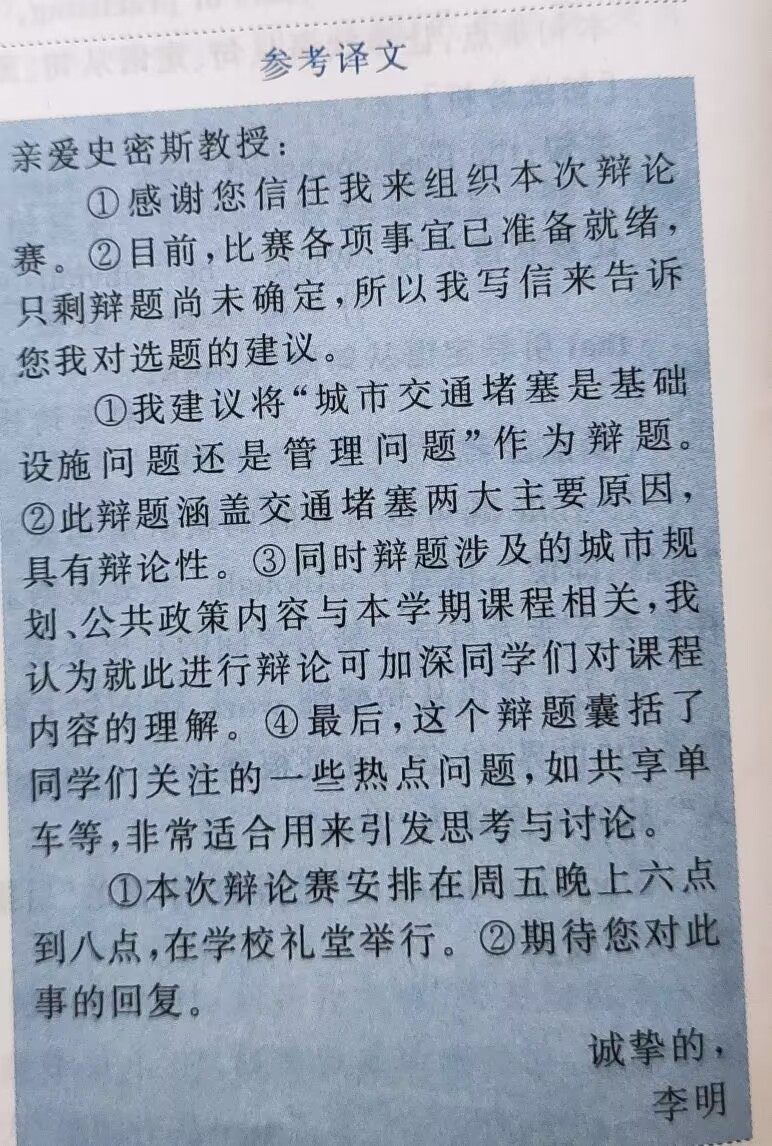 参考译文
亲爱史密斯教授：
①感谢您信任我来组织本次辩论
赛。②目前，比赛各项事宜已准备就绪，
只剩辩题尚未确定，所以我写信来告诉
您我对选题的建议。
①我建议将“城市交通堵塞是基础
设施问题还是管理问题”作为辩题。
②此辩题涵盖交通堵塞两大主要原因，
具有辩论性。③同时辩题涉及的城市规
划、公共政策内容与本学期课程相关，我
认为就此进行辩论可加深同学们对课程
内容的理解。④最后，这个辩题囊括了
同学们关注的一些热点问题，如共享单
车等，非常适合用来引发思考与讨论。
①本次辩论赛安排在周五晚上六点
到八点，在学校礼堂举行。②期待您对此
事的回复。
诚挚的，
李明